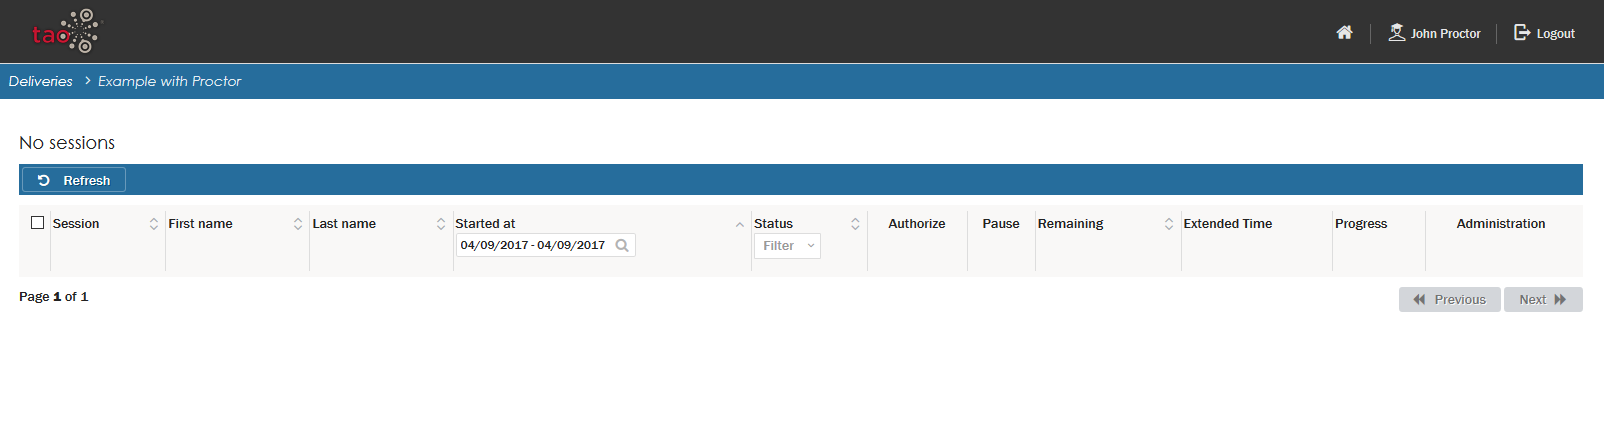 tao
John Proctor
Logout
Deliveries > Example with Proctor
No sessions
Refresh
Session First name Last name Started at Status Authorize Pause Remaining Extended Time Progress Administration
04/09/2017 - 04/09/2017 Filter
Page 1 of 1
Previous Next